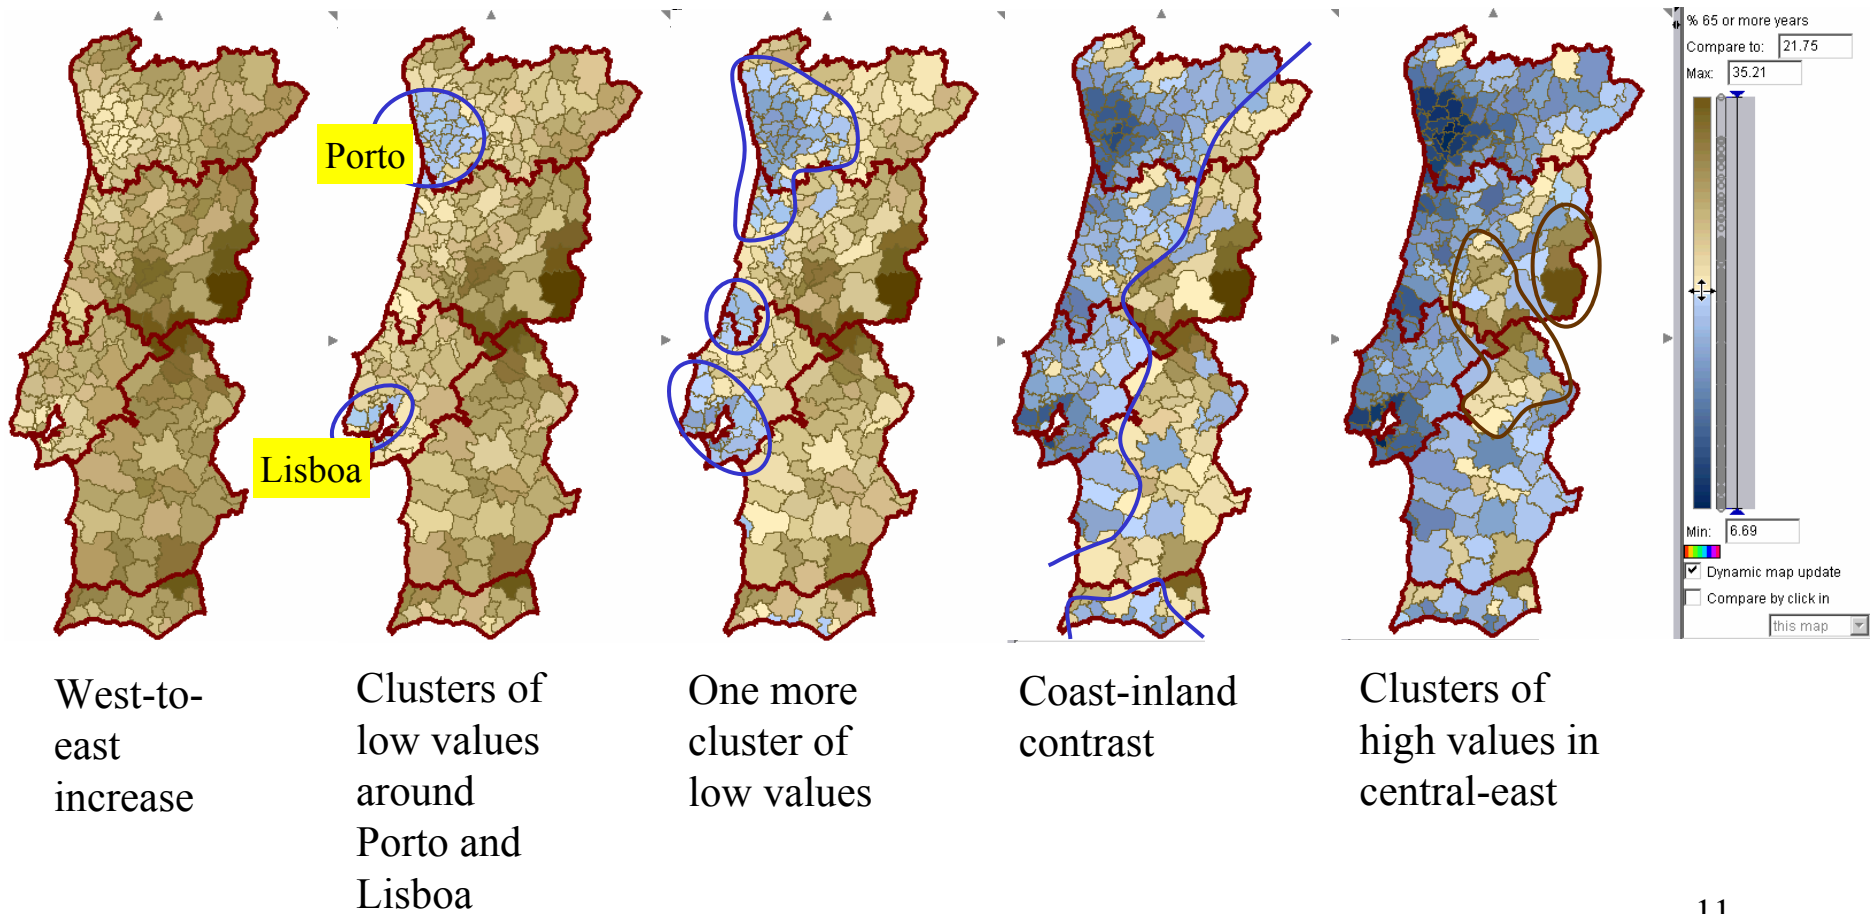 Porto
Lisboa
% 65 or more years
Compare to: 21.75
Max: 35.21
Min: 6.69
Dynamic map update
Compare by click in
this map
West-to-
east
increase
Clusters of
low values
around
Porto and
Lisboa
One more
cluster of
low values
Coast-inland
contrast
Clusters of
high values in
central-east
11